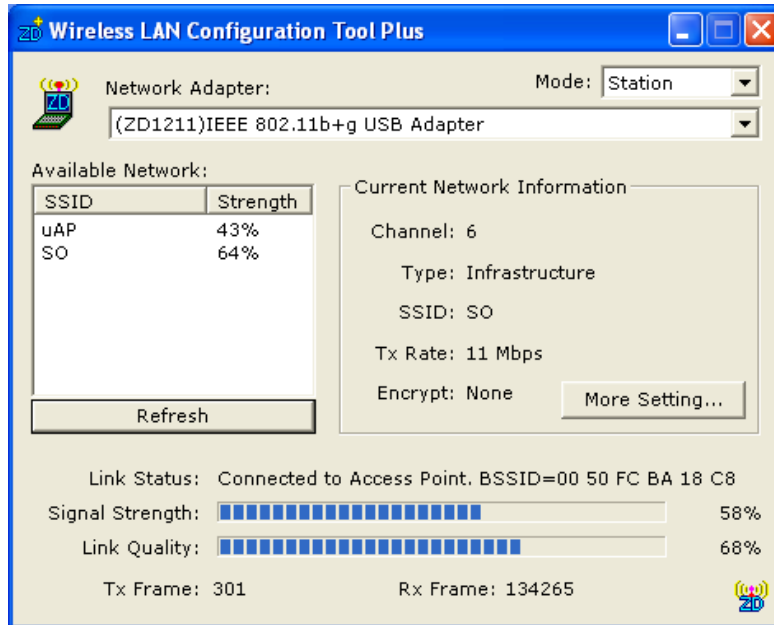 ZD Wireless LAN Configuration Tool Plus
ZD Network Adapter: Mode: Station
(ZD1211)IEEE 802.11b+g USB Adapter
Available Network:
SSID Strength
uAP 43%
SO 64%
Refresh
Current Network Information
Channel: 6
Type: Infrastructure
SSID: SO
Tx Rate: 11 Mbps
Encrypt: None More Setting...
Link Status: Connected to Access Point. BSSID=00 50 FC BA 18 C8
Signal Strength: 58%
Link Quality: 68%
Tx Frame: 301 Rx Frame: 134265 ZD